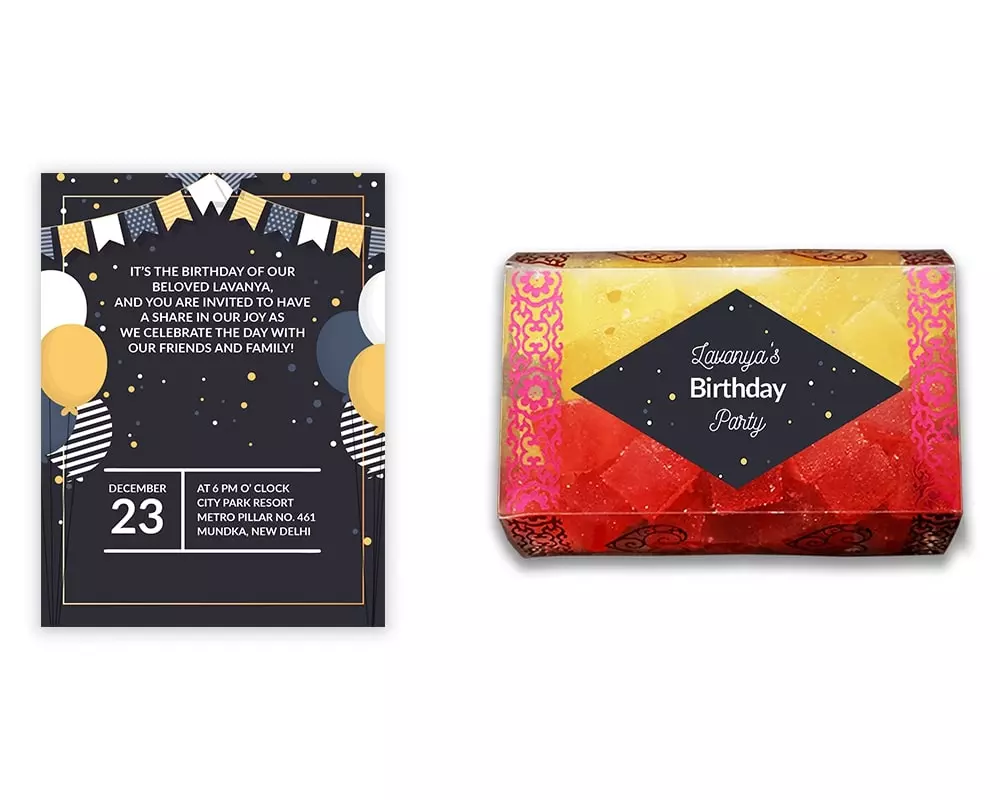 IT'S THE BIRTHDAY OF OUR
BELOVED LAVANYA,
AND YOU ARE INVITED TO HAVE
A SHARE IN OUR JOY AS
WE CELEBRATE THE DAY WITH
OUR FRIENDS AND FAMILY!
DECEMBER
23
AT 6 PM O' CLOCK
CITY PARK RESORT
METRO PILLAR NO. 461
MUNDKA, NEW DELHI
Lavanya's
Birthday
Party